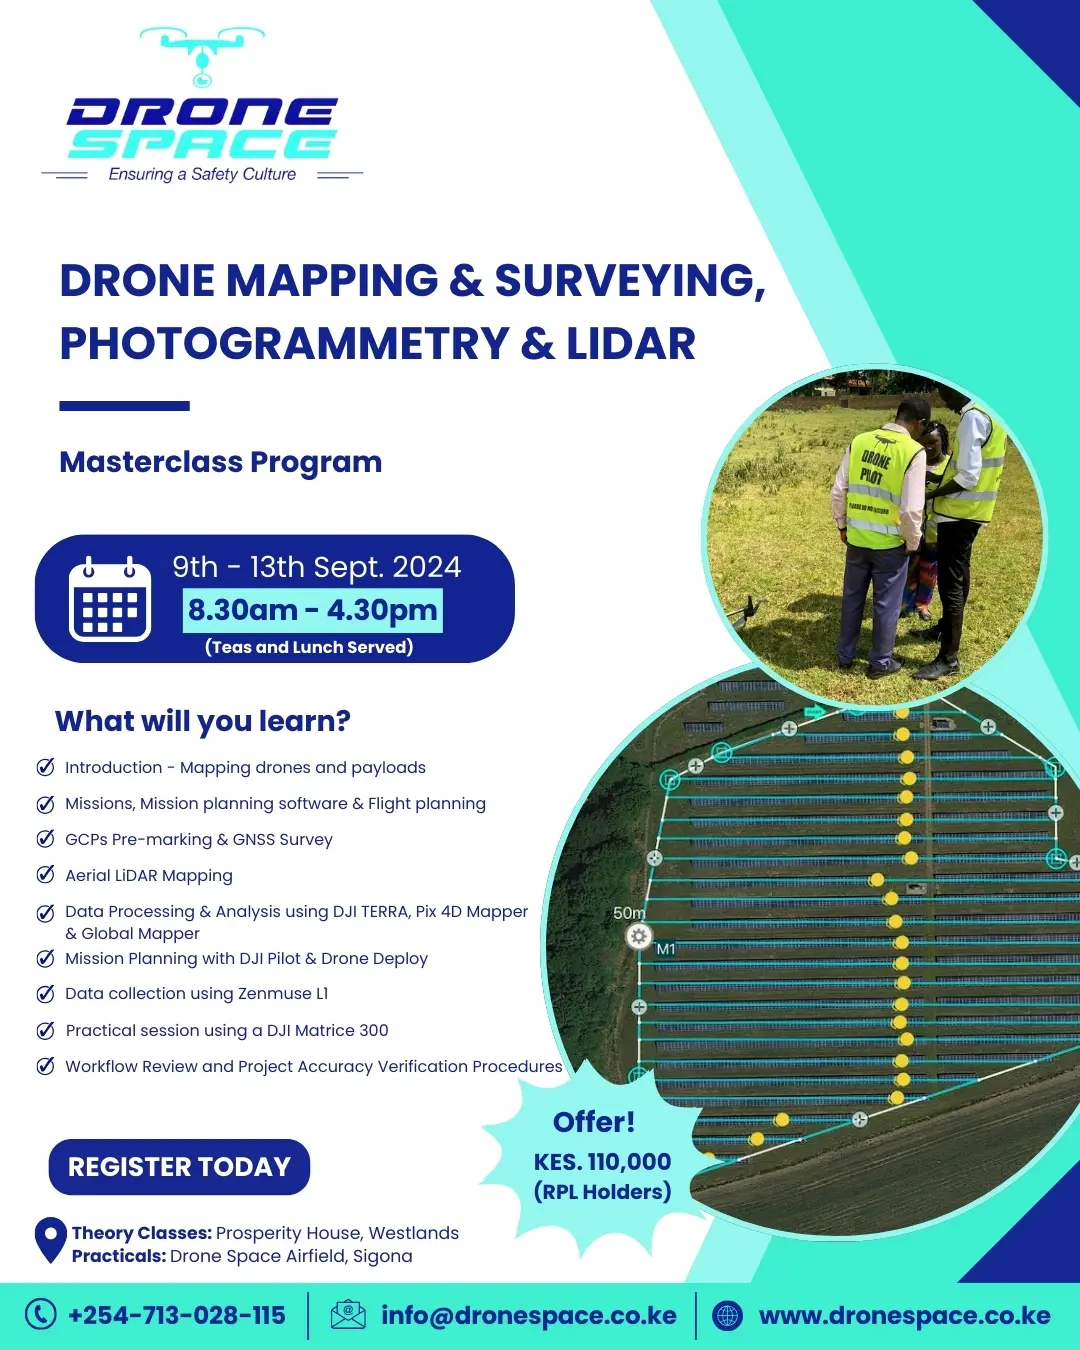 DRONE
SPACE
Ensuring a Safety Culture
DRONE MAPPING & SURVEYING,
PHOTOGRAMMETRY & LIDAR
Masterclass Program
9th - 13th Sept. 2024
8.30am - 4.30pm
(Teas and Lunch Served)
DRONE
PILOT
What will you learn?
Introduction - Mapping drones and payloads
Missions, Mission planning software & Flight planning
GCPs Pre-marking & GNSS Survey
Aerial LiDAR Mapping
Data Processing & Analysis using DJI TERRA, Pix 4D Mapper
& Global Mapper
Mission Planning with DJI Pilot & Drone Deploy
Data collection using Zenmuse L1
Practical session using a DJI Matrice 300
Workflow Review and Project Accuracy Verification Procedures
50m
M1
Offer!
KES. 110,000
(RPL Holders)
REGISTER TODAY
Theory Classes: Prosperity House, Westlands
Practicals: Drone Space Airfield, Sigona
+254-713-028-115
info@dronespace.co.ke
www.dronespace.co.ke